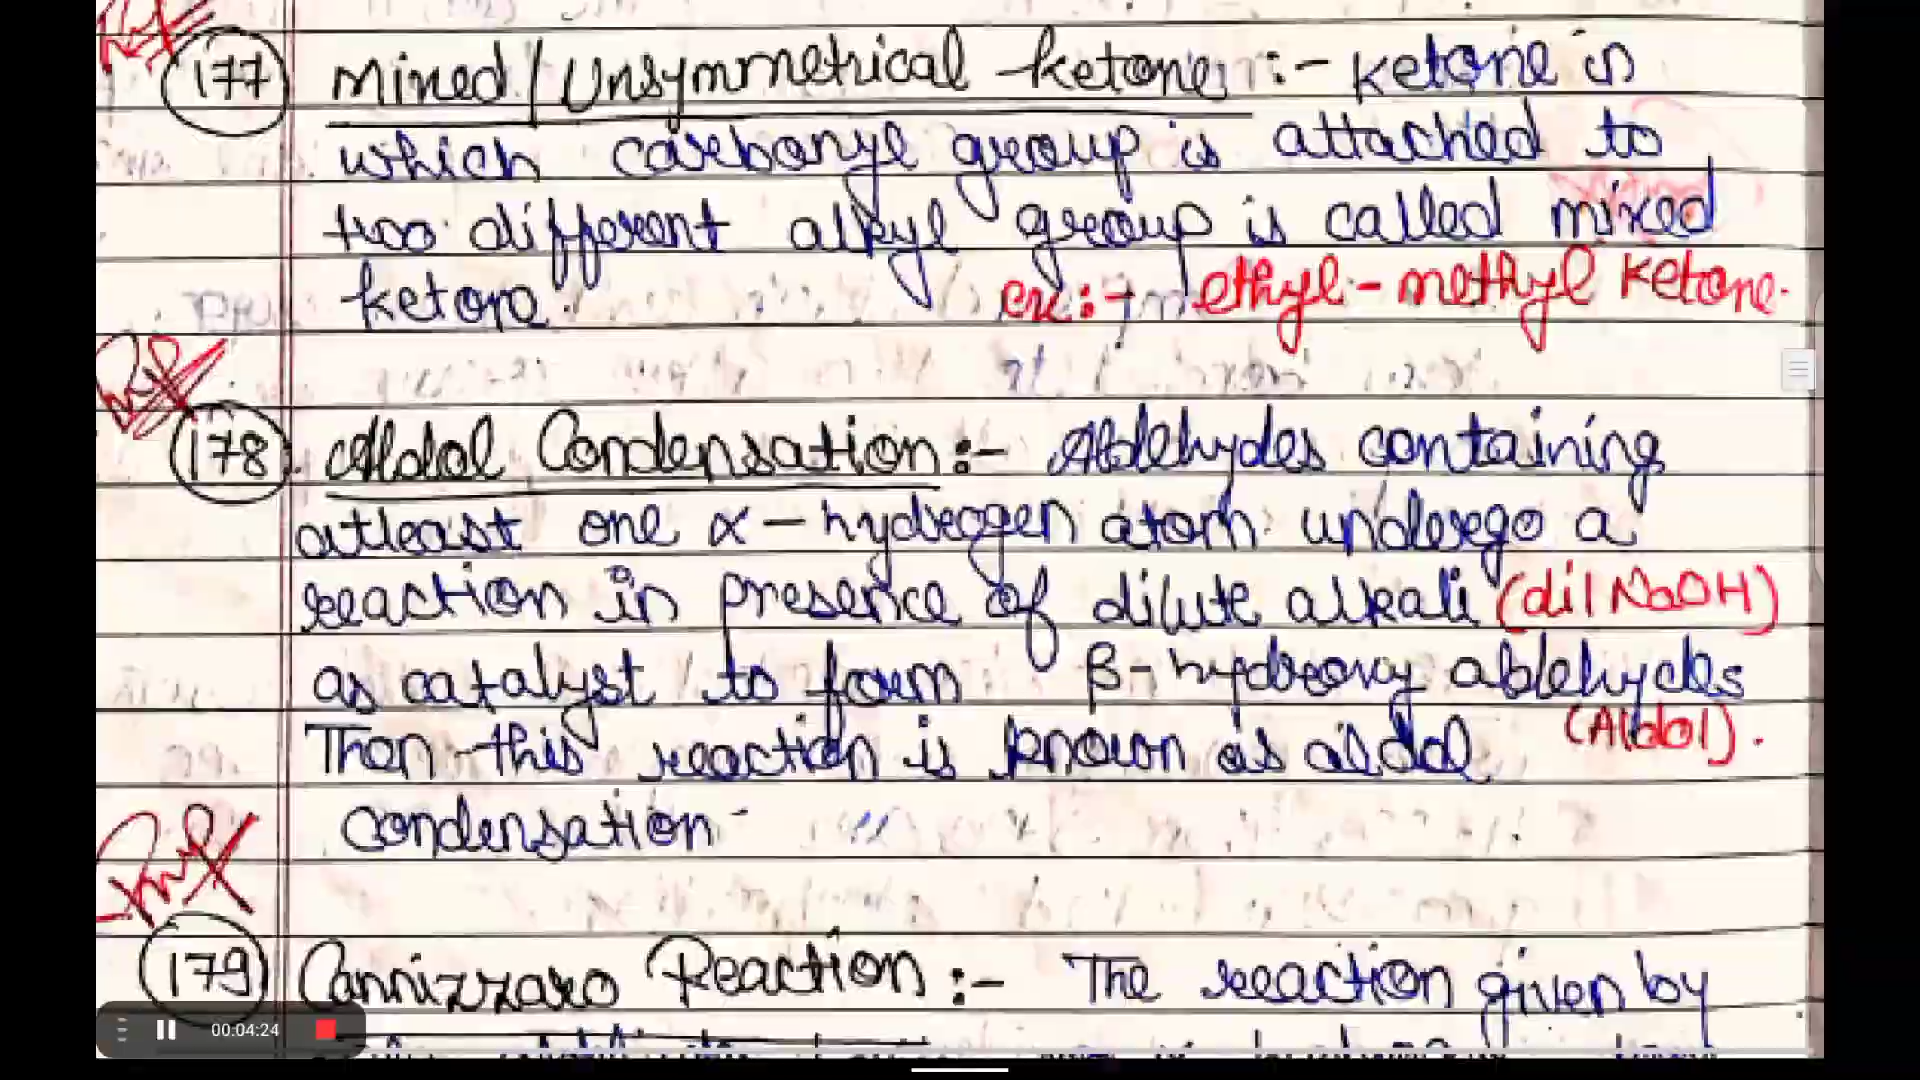 177 Mixed/Unsymmetrical ketone :- ketone in
which carbonyl group is attached to
two different alkyl group is called mixed
ketone. ex:- ethyl-methyl ketone.
178. Aldol Condensation :- Aldehydes containing
atleast one α-hydrogen atom undergo a
reaction in presence of dilute alkali (dil NaOH)
as catalyst to form β-hydroxy aldehydes
(Aldol).
Then this reaction is known as aldol
condensation
179 Cannizzaro Reaction :- The reaction given by
00:04:24